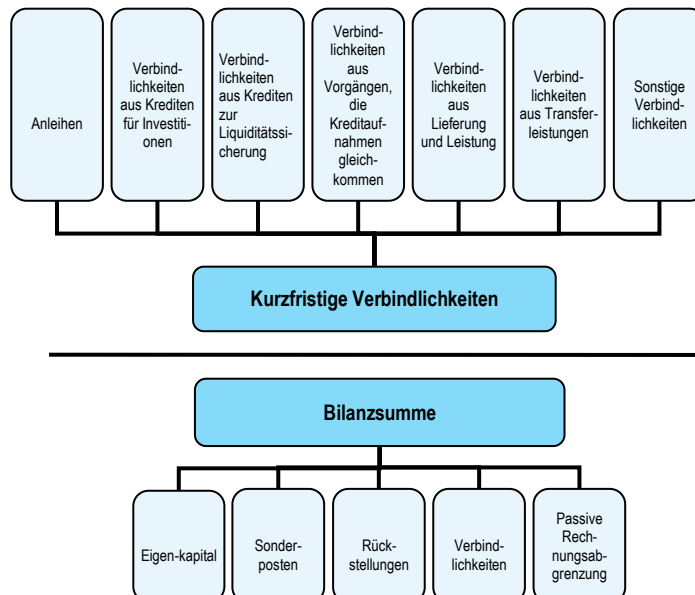 Anleihen
Verbind-
lichkeiten
aus Krediten
für Investiti-
onen
Verbind-
lichkeiten
aus Krediten
zur
Liquiditätssi-
cherung
Verbind-
lichkeiten
aus
Vorgängen,
die
Kreditauf-
nahmen
gleich-
kommen
Verbind-
lichkeiten
aus
Lieferung
und Leistung
Verbind-
lichkeiten
aus Transfer-
leistungen
Sonstige
Verbind-
lichkeiten
Kurzfristige Verbindlichkeiten
Bilanzsumme
Eigen-kapital
Sonder-
posten
Rück-
stellungen
Verbind-
lichkeiten
Passive
Rech-
nungsab-
grenzung